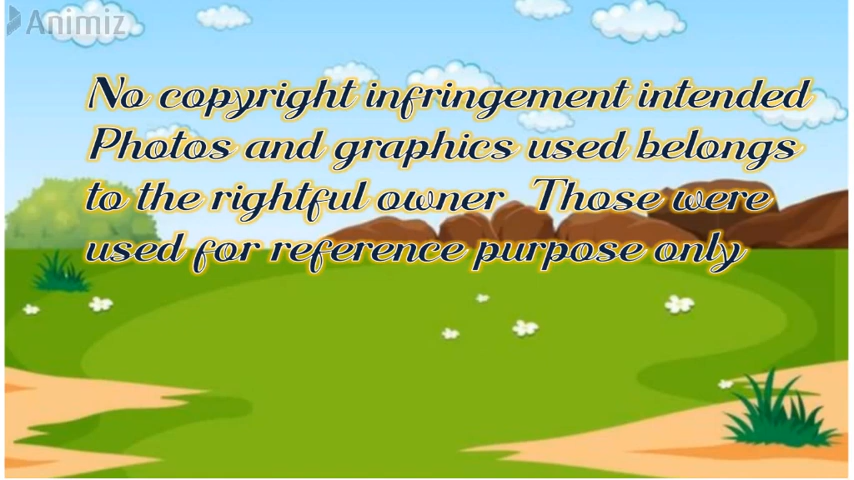 Animiz
No copyright infringement intended
Photos and graphics used belongs
to the rightful owner Those were
used for reference purpose only